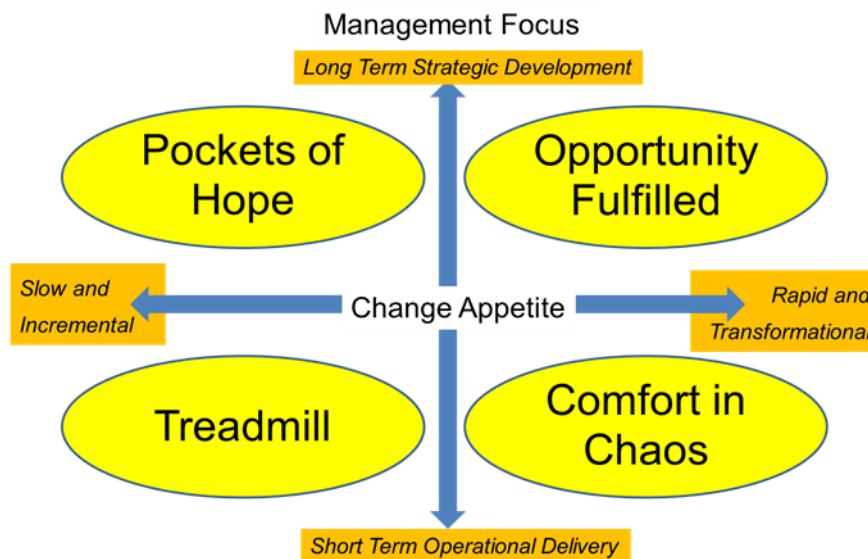 Management Focus
Long Term Strategic Development
Pockets of
Hope
Opportunity
Fulfilled
Slow and
Incremental
Change Appetite
Rapid and
Transformational
Treadmill
Comfort in
Chaos
Short Term Operational Delivery